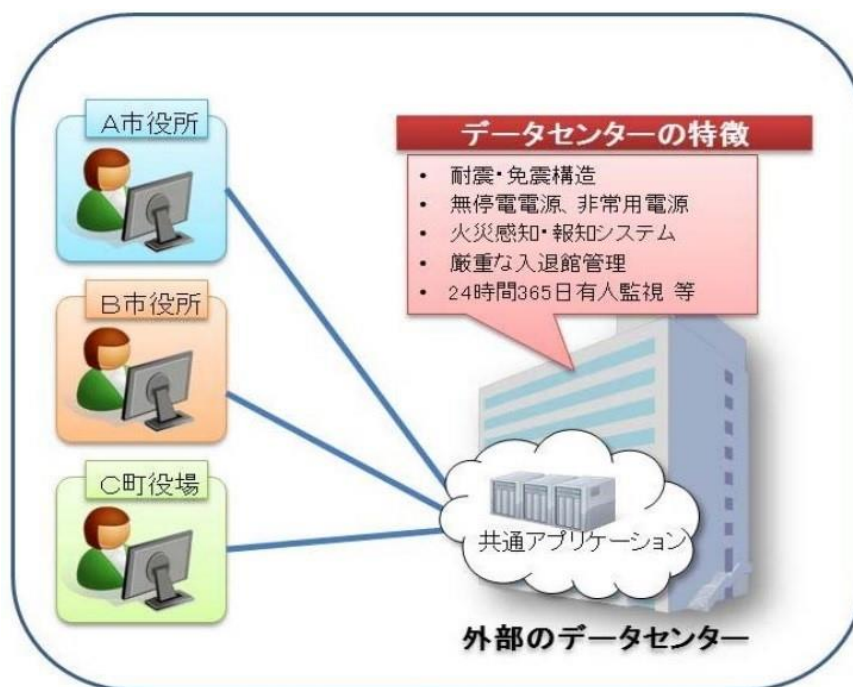 A市役所
B市役所
C町役場
データセンターの特徴
・ 耐震・免震構造
・ 無停電電源、非常用電源
・ 火災感知・報知システム
・ 厳重な入退館管理
・ 24時間365日有人監視 等
共通アプリケーション
外部のデータセンター